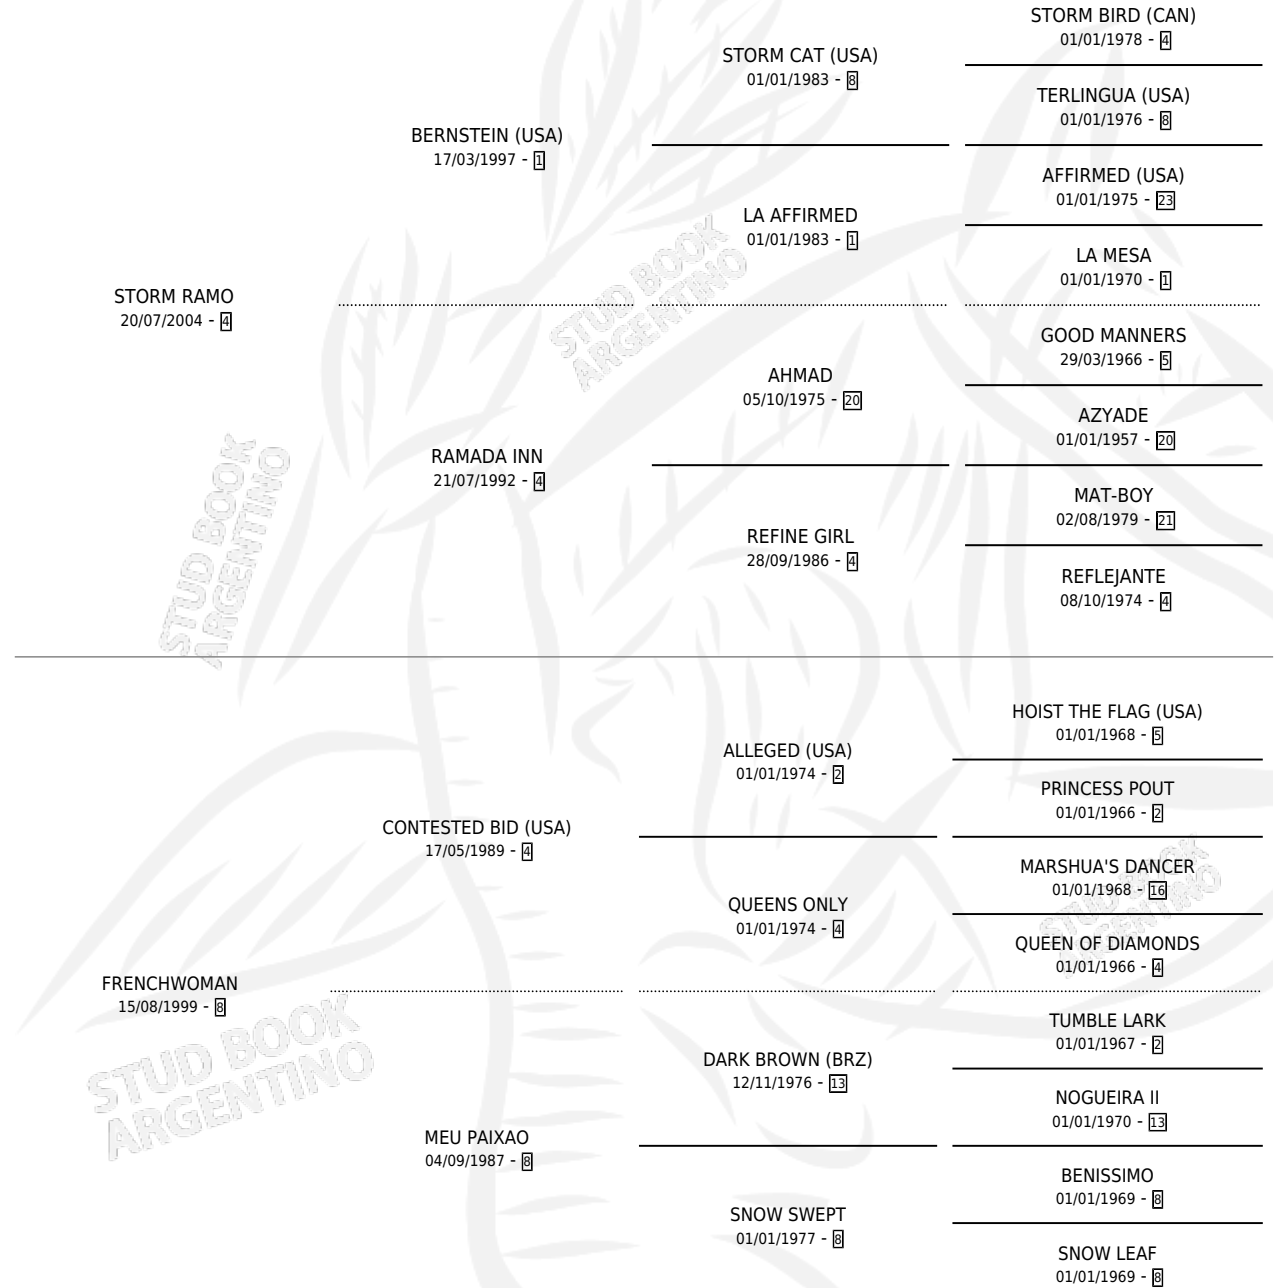 STORM BIRD (CAN)
01/01/1978 - 4
STORM CAT (USA)
01/01/1983 - 8
TERLINGUA (USA)
01/01/1976 - 8
BERNSTEIN (USA)
17/03/1997 - 1
AFFIRMED (USA)
01/01/1975 - 23
LA AFFIRMED
01/01/1983 - 1
LA MESA
01/01/1970 - 1
STORM RAMO
20/07/2004 - 4
GOOD MANNERS
29/03/1966 - 5
AHMAD
05/10/1975 - 20
AZYADE
01/01/1957 - 20
RAMADA INN
21/07/1992 - 4
MAT-BOY
02/08/1979 - 21
REFINE GIRL
28/09/1986 - 4
REFLEJANTE
08/10/1974 - 4
HOIST THE FLAG (USA)
01/01/1968 - 5
ALLEGED (USA)
01/01/1974 - 2
PRINCESS POUT
01/01/1966 - 2
CONTESTED BID (USA)
17/05/1989 - 4
MARSHUA'S DANCER
01/01/1968 - 16
QUEENS ONLY
01/01/1974 - 4
QUEEN OF DIAMONDS
01/01/1966 - 4
FRENCHWOMAN
15/08/1999 - 8
TUMBLE LARK
01/01/1967 - 2
DARK BROWN (BRZ)
12/11/1976 - 13
NOGUEIRA II
01/01/1970 - 13
MEU PAIXAO
04/09/1987 - 8
BENISSIMO
01/01/1969 - 8
SNOW SWEPT
01/01/1977 - 8
SNOW LEAF
01/01/1969 - 8
STUD BOOK
ARGENTINO
STUD BOOK
ARGENTINO
STUD BOOK
ARGENTINO
STUD BOOK
ARGENTINO